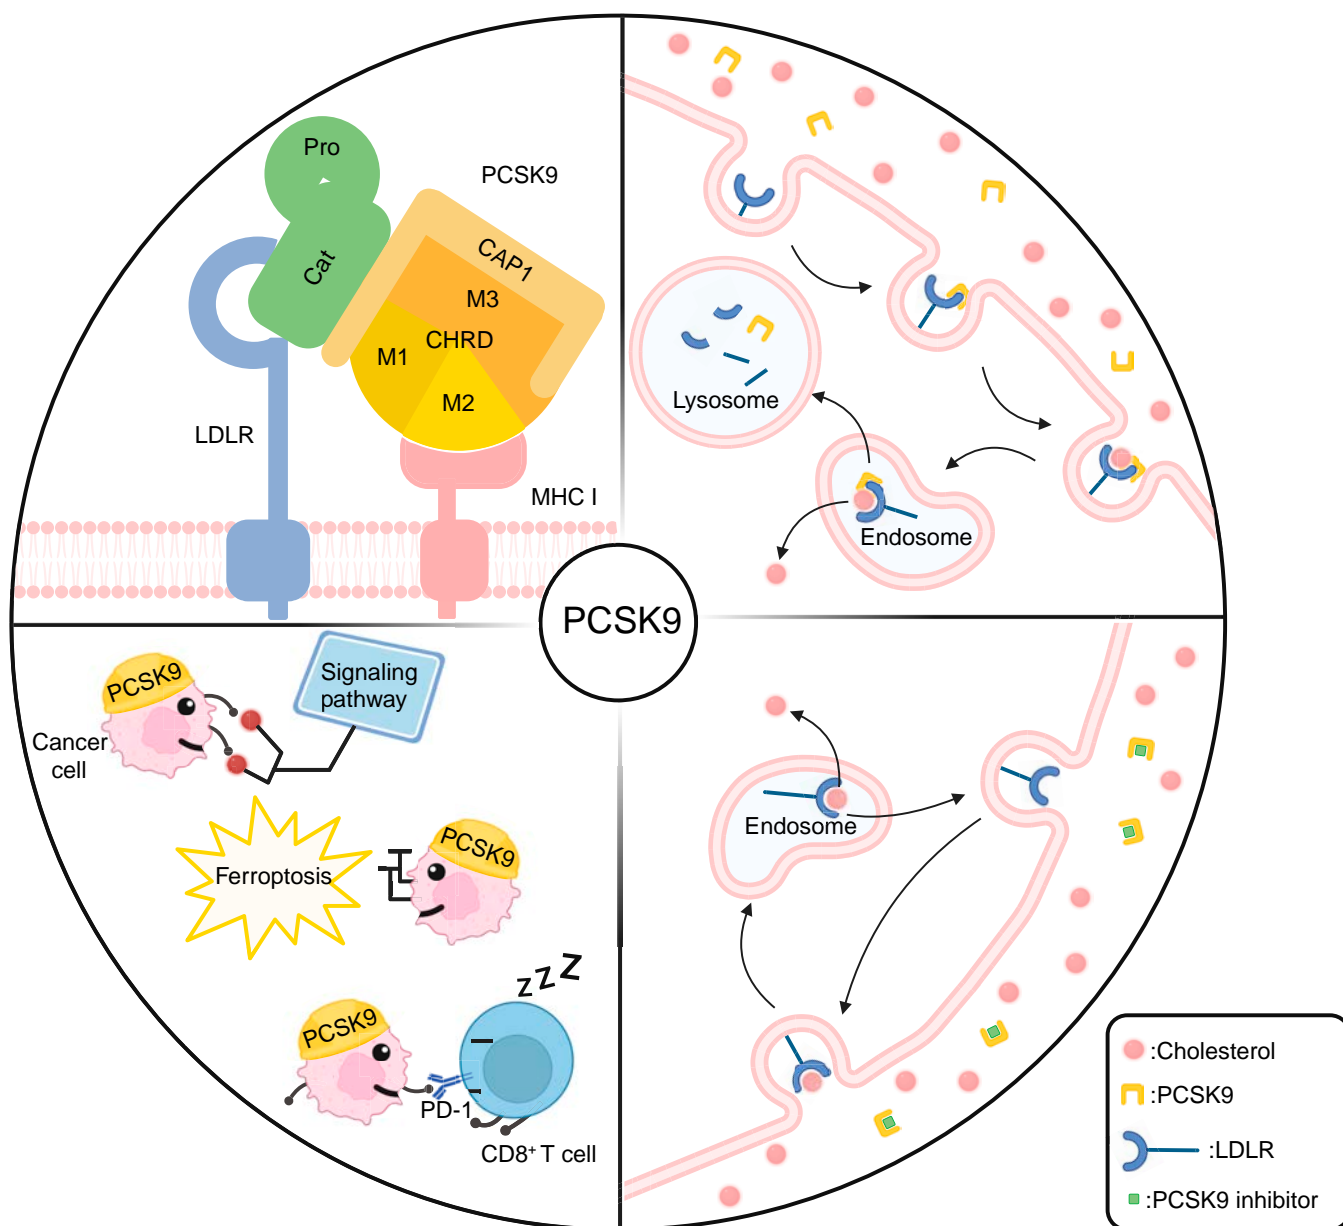 Pro
PCSK9
CAP1
Cat
M3
CHRD
M1
M2
LDLR
MHC I
Lysosome
Endosome
PCSK9
PCSK9
Signaling
pathway
Cancer
cell
Ferroptosis
PCSK9
zzz
PCSK9
PD-1
CD8⁺ T cell
Endosome
:Cholesterol
:PCSK9
:LDLR
:PCSK9 inhibitor